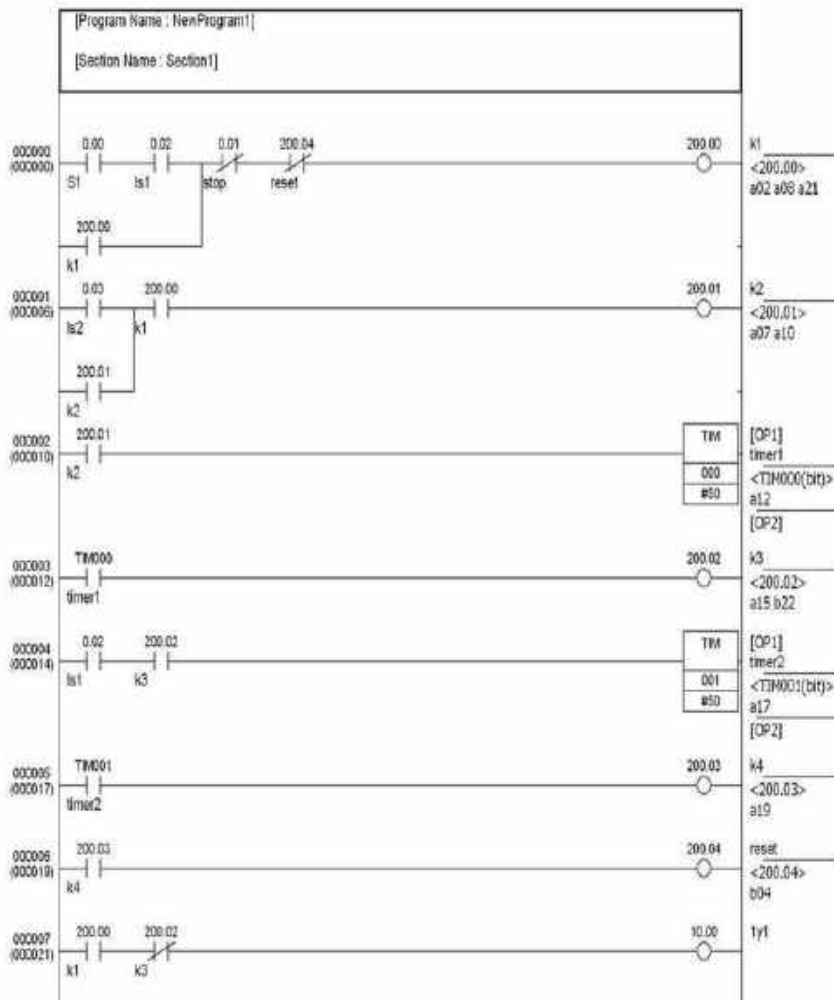 [Program Name : NewProgram1]
[Section Name : Section1]
000000
(000000)
0.00
0.02
0.01
200.04
200.00
k1
S1
ls1
stop
reset
<200.00>
a02 a08 a21
200.00
k1
000001
(000006)
0.03
200.00
200.01
k2
ls2
k1
<200.01>
a07 a10
200.01
k2
000002
(000010)
200.01
k2
TIM
000
#50
[OP1]
timer1
<TIM000(bit)>
a12
[OP2]
000003
(000012)
TIM000
timer1
200.02
k3
<200.02>
a15 b22
000004
(000014)
0.02
200.02
ls1
k3
TIM
001
#50
[OP1]
timer2
<TIM001(bit)>
a17
[OP2]
000005
(000017)
TIM001
timer2
200.03
k4
<200.03>
a19
000006
(000019)
200.03
k4
200.04
reset
<200.04>
b04
000007
(000021)
200.00
200.02
10.00
1y1
k1
k3